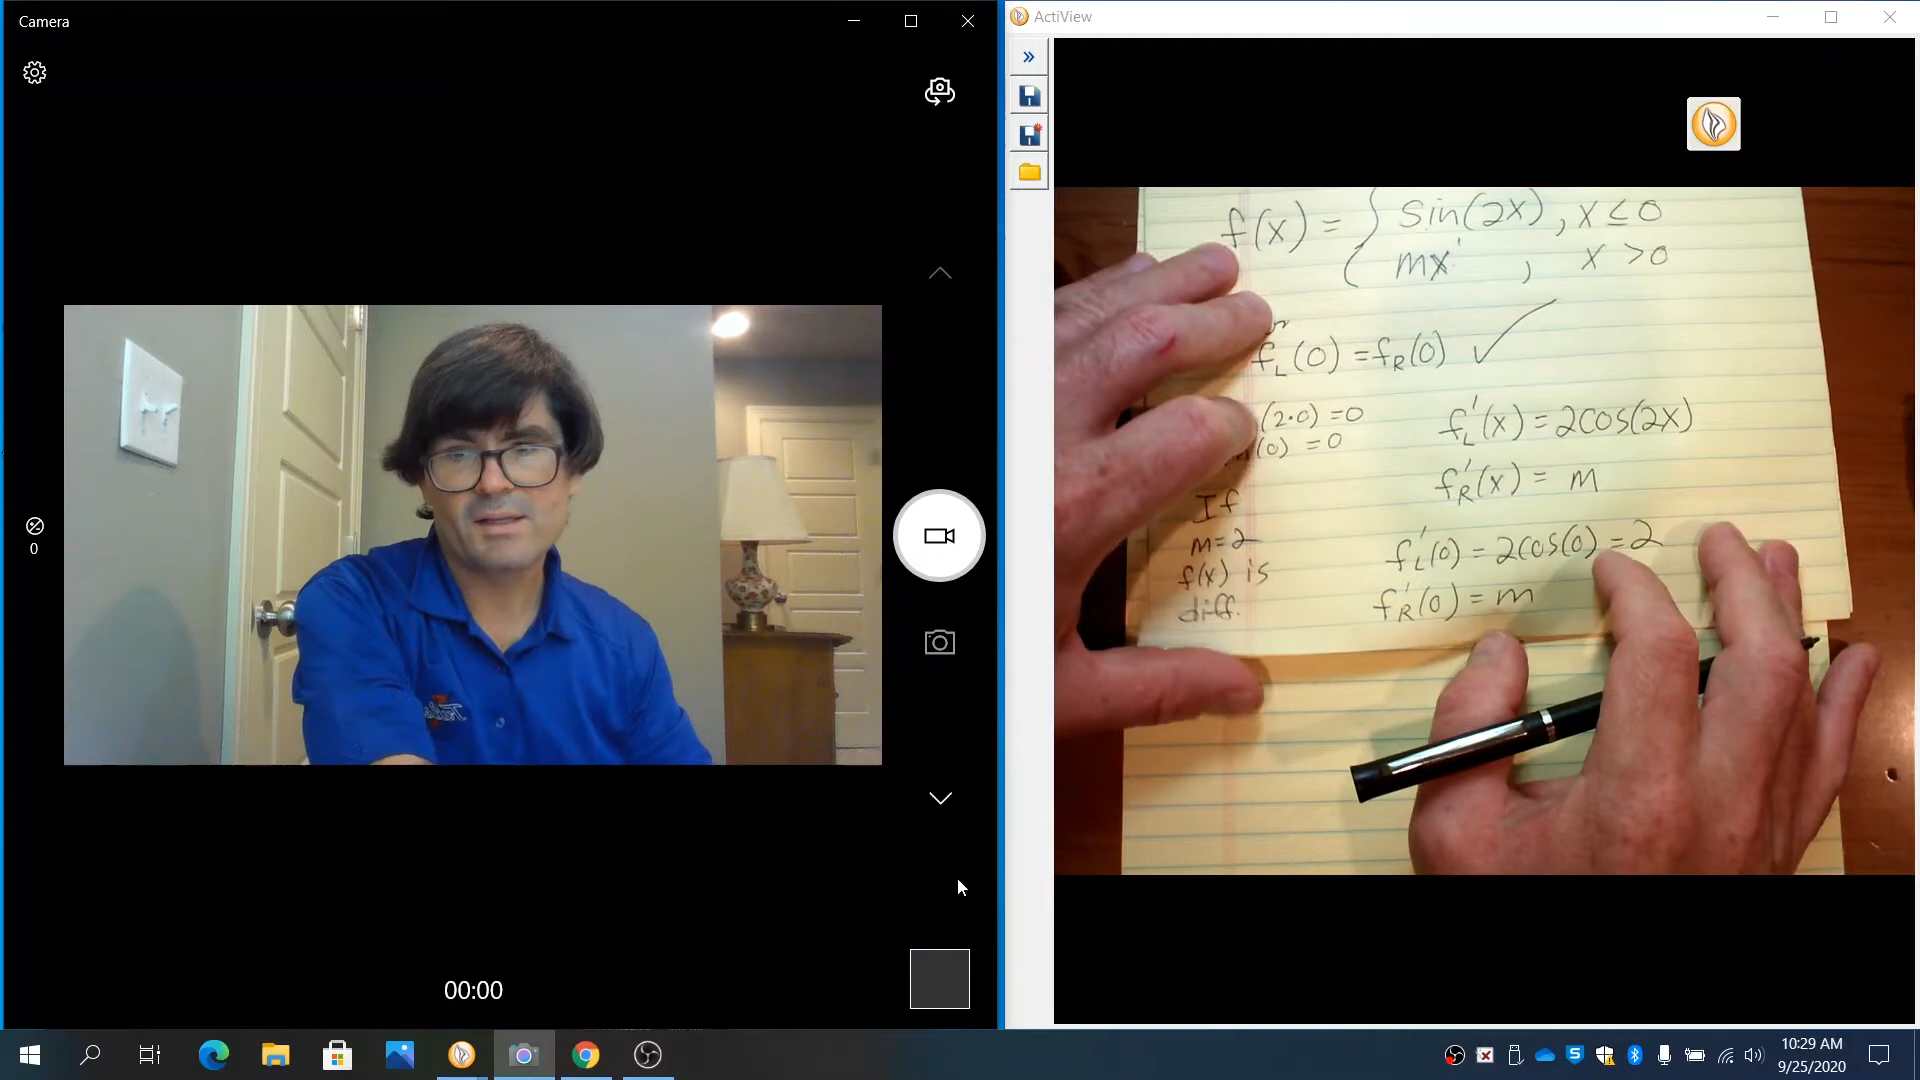 Camera
ActiView
f(x) = { sin(2x), x ≤ 0
mx' , x > 0
f_L(0) = f_R(0) ✓
(2·0) = 0
(0) = 0
f_L'(x) = 2cos(2x)
f_R'(x) = m
If
m=2
f(x) is
diff.
f_L'(0) = 2cos(0) = 2
f_R'(0) = m
0
00:00
10:29 AM
9/25/2020